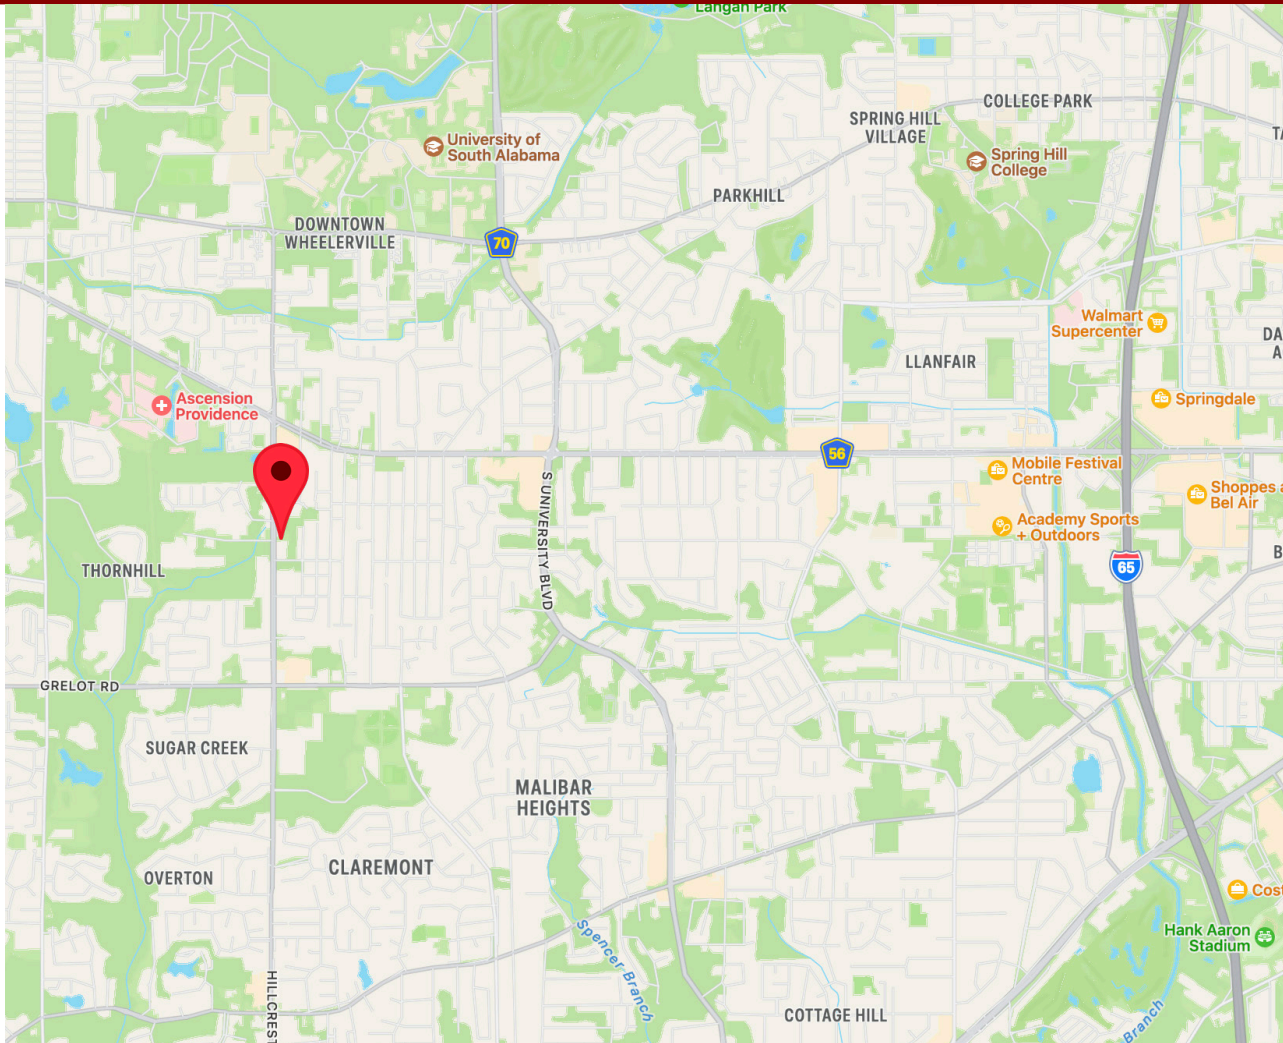 Langan Park
COLLEGE PARK
SPRING HILL
VILLAGE
University of
South Alabama
Spring Hill
College
PARKHILL
DOWNTOWN
WHEELERVILLE
70
Walmart
Supercenter
LLANFAIR
Ascension
Providence
Springdale
56
Mobile Festival
Centre
Shoppes
Bel Air
Academy Sports
+ Outdoors
S UNIVERSITY BLVD
65
THORNHILL
GRELOT RD
SUGAR CREEK
MALIBAR
HEIGHTS
CLAREMONT
OVERTON
Spencer Branch
Hank Aaron
Stadium
HILLCREST
COTTAGE HILL
Branch